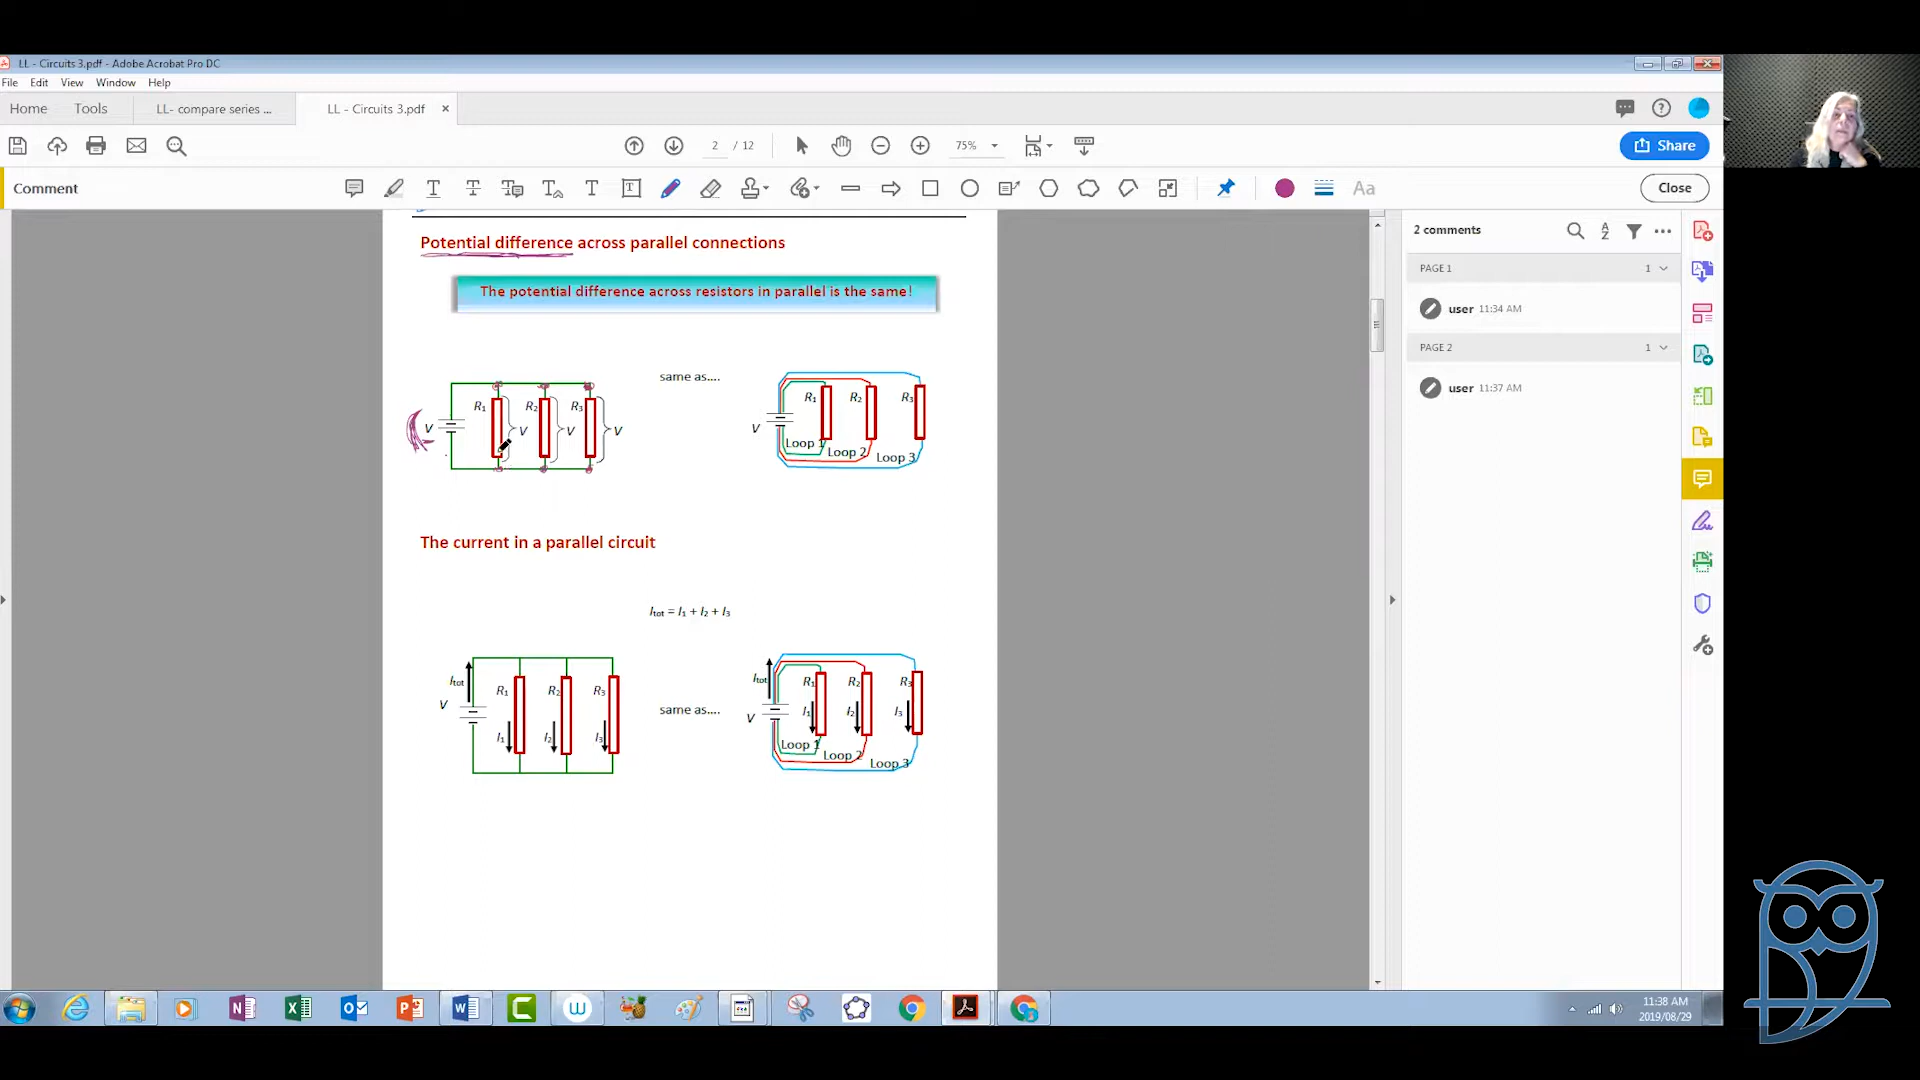 LL - Circuits 3.pdf - Adobe Acrobat Pro DC
File Edit View Window Help
Home Tools LL- compare series ... LL - Circuits 3.pdf ×
2 / 12 75% Share
Comment Aa Close
Potential difference across parallel connections
The potential difference across resistors in parallel is the same!
same as....
R1 R2 R3
V V V V
R1 R2 R3
V
Loop 1
Loop 2
Loop 3
The current in a parallel circuit
Itot = I1 + I2 + I3
Itot
R1 R2 R3
V
I1 I2 I3
same as....
Itot
R1 R2 R3
I1 I2 I3
V
Loop 1
Loop 2
Loop 3
2 comments
PAGE 1 1
user 11:34 AM
PAGE 2 1
user 11:37 AM
11:38 AM
2019/08/29